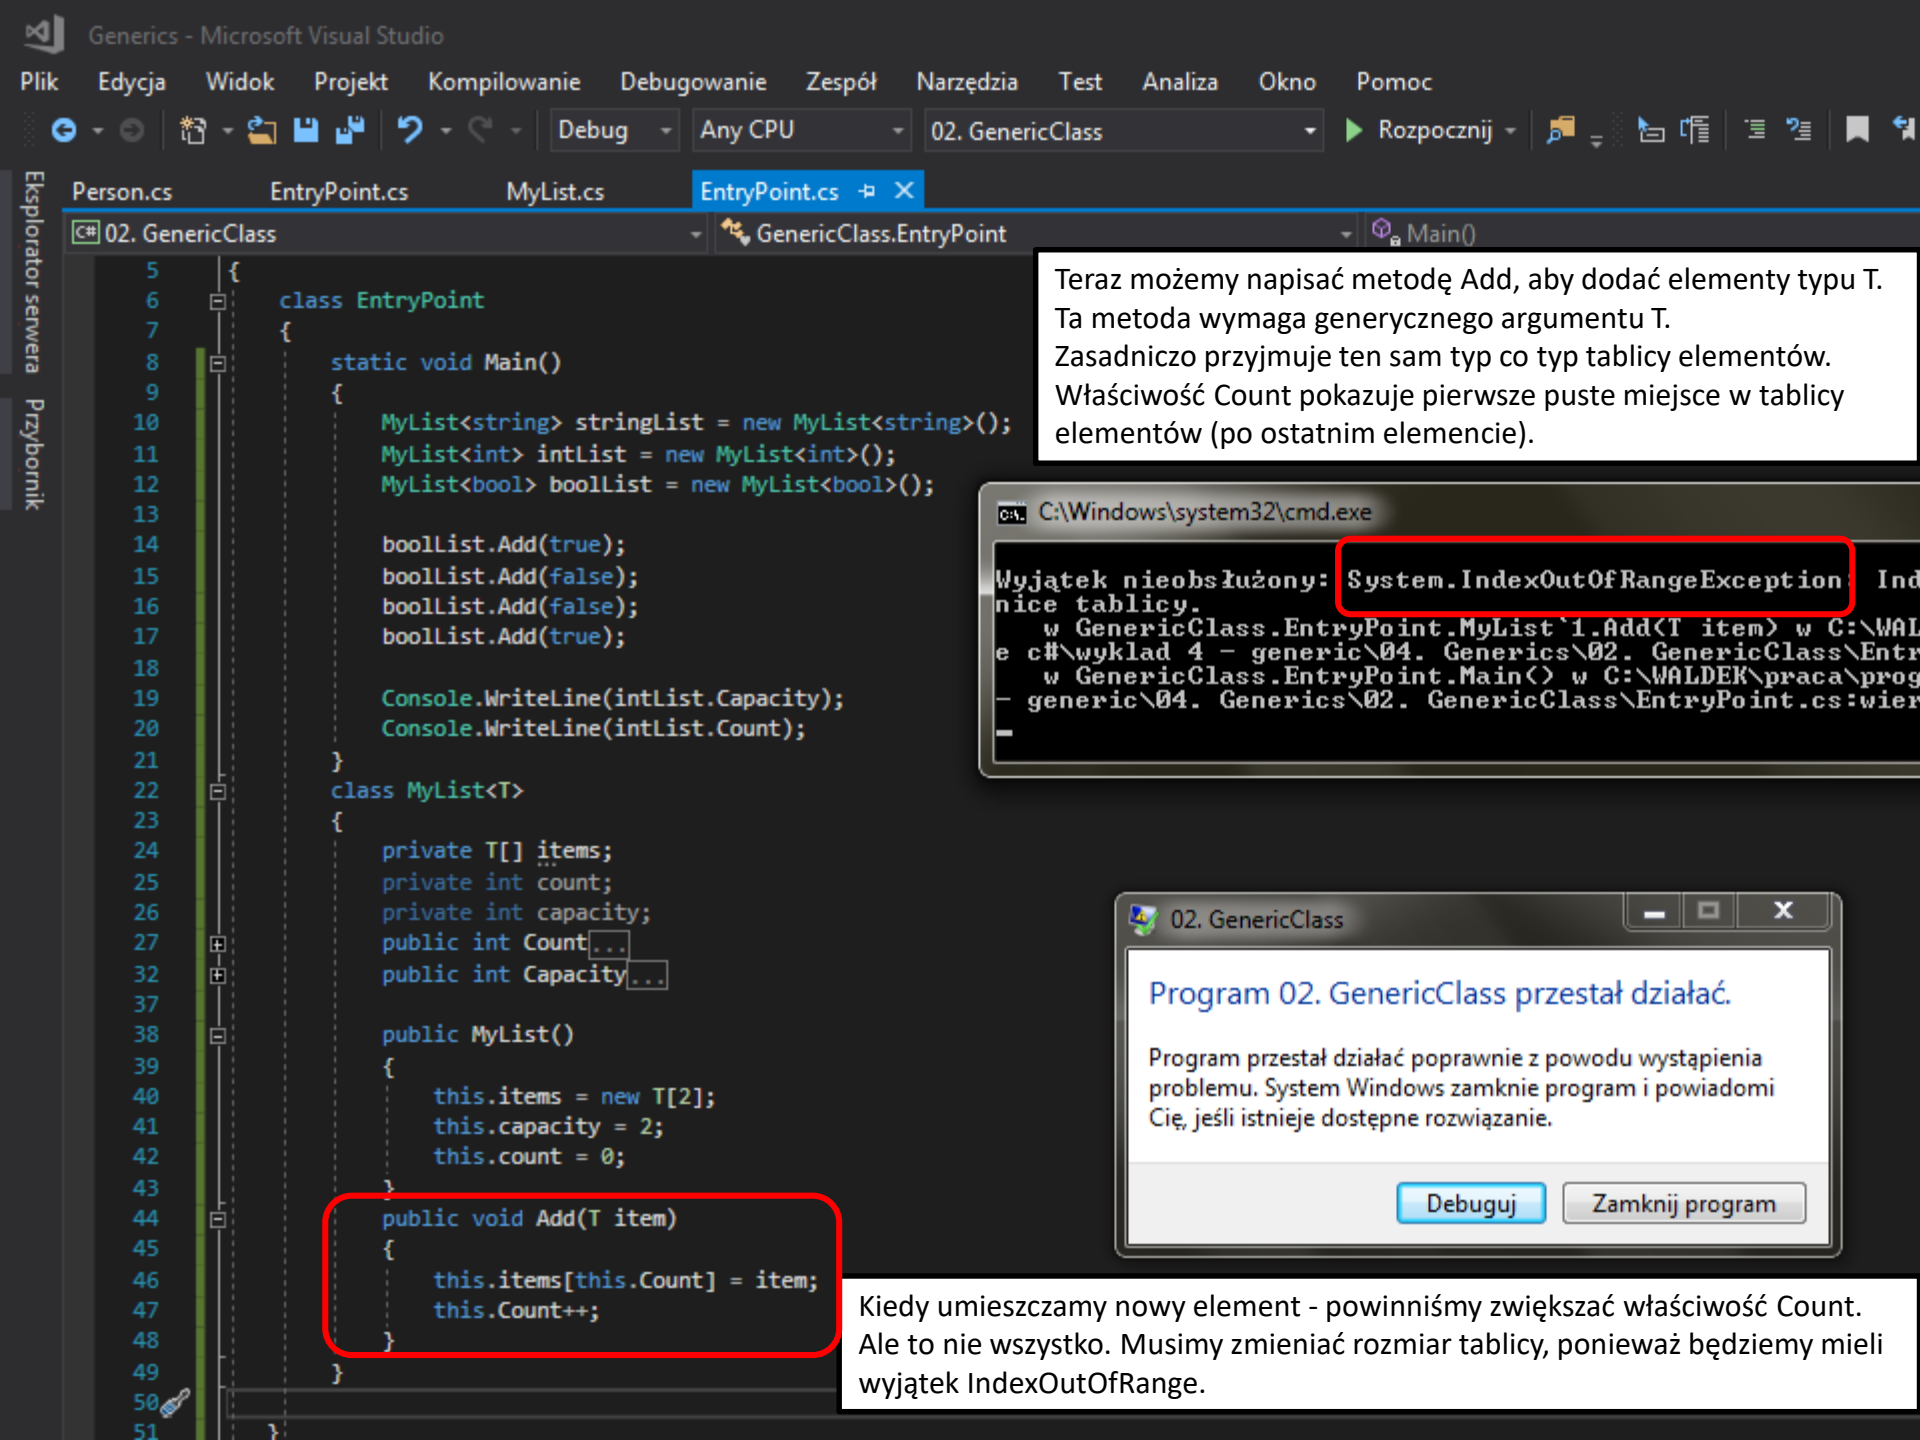 Generics - Microsoft Visual Studio
Plik Edycja Widok Projekt Kompilowanie Debugowanie Zespół Narzędzia Test Analiza Okno Pomoc
Debug Any CPU 02. GenericClass Rozpocznij
Eksplorator serwera
Przybornik
Person.cs EntryPoint.cs MyList.cs EntryPoint.cs
C# 02. GenericClass GenericClass.EntryPoint Main()
5 {
6 class EntryPoint
7 {
8 static void Main()
9 {
10 MyList<string> stringList = new MyList<string>();
11 MyList<int> intList = new MyList<int>();
12 MyList<bool> boolList = new MyList<bool>();
13
14 boolList.Add(true);
15 boolList.Add(false);
16 boolList.Add(false);
17 boolList.Add(true);
18
19 Console.WriteLine(intList.Capacity);
20 Console.WriteLine(intList.Count);
21 }
22 class MyList<T>
23 {
24 private T[] items;
25 private int count;
26 private int capacity;
27 public int Count...
32 public int Capacity...
37
38 public MyList()
39 {
40 this.items = new T[2];
41 this.capacity = 2;
42 this.count = 0;
43 }
44 public void Add(T item)
45 {
46 this.items[this.Count] = item;
47 this.Count++;
48 }
49 }
50
51 }
Teraz możemy napisać metodę Add, aby dodać elementy typu T.
Ta metoda wymaga generycznego argumentu T.
Zasadniczo przyjmuje ten sam typ co typ tablicy elementów.
Właściwość Count pokazuje pierwsze puste miejsce w tablicy
elementów (po ostatnim elemencie).
C:\Windows\system32\cmd.exe
Wyjątek nieobsłużony: System.IndexOutOfRangeException: Ind
nice tablicy.
w GenericClass.EntryPoint.MyList`1.Add(T item) w C:\WAL
e c#\wyklad 4 - generic\04. Generics\02. GenericClass\Entr
w GenericClass.EntryPoint.Main() w C:\WALDEK\praca\prog
- generic\04. Generics\02. GenericClass\EntryPoint.cs:wier
02. GenericClass
Program 02. GenericClass przestał działać.
Program przestał działać poprawnie z powodu wystąpienia
problemu. System Windows zamknie program i powiadomi
Cię, jeśli istnieje dostępne rozwiązanie.
Debuguj Zamknij program
Kiedy umieszczamy nowy element - powinniśmy zwiększać właściwość Count.
Ale to nie wszystko. Musimy zmieniać rozmiar tablicy, ponieważ będziemy mieli
wyjątek IndexOutOfRange.